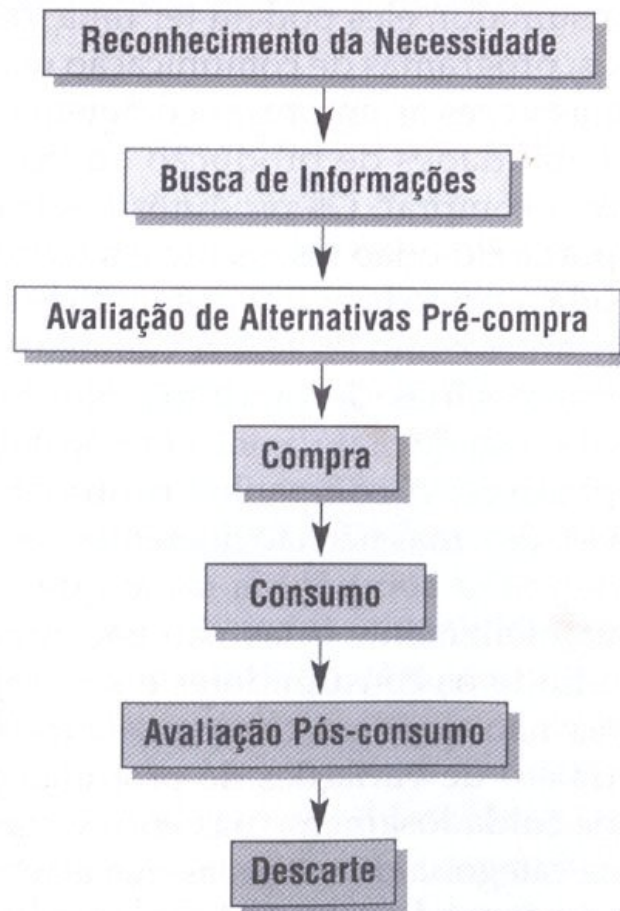 Reconhecimento da Necessidade
Busca de Informações
Avaliação de Alternativas Pré-compra
Compra
Consumo
Avaliação Pós-consumo
Descarte